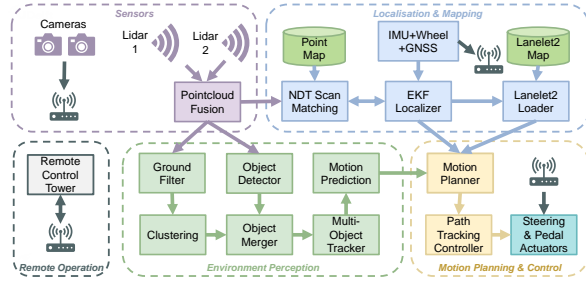 Sensors
Localisation & Mapping
Cameras
Lidar
1
Lidar
2
Point
Map
IMU+Wheel
+GNSS
Lanelet2
Map
Pointcloud
Fusion
NDT Scan
Matching
EKF
Localizer
Lanelet2
Loader
Remote
Control
Tower
Ground
Filter
Object
Detector
Motion
Prediction
Motion
Planner
Clustering
Object
Merger
Multi-
Object
Tracker
Path
Tracking
Controller
Steering
& Pedal
Actuators
Remote Operation
Environment Perception
Motion Planning & Control